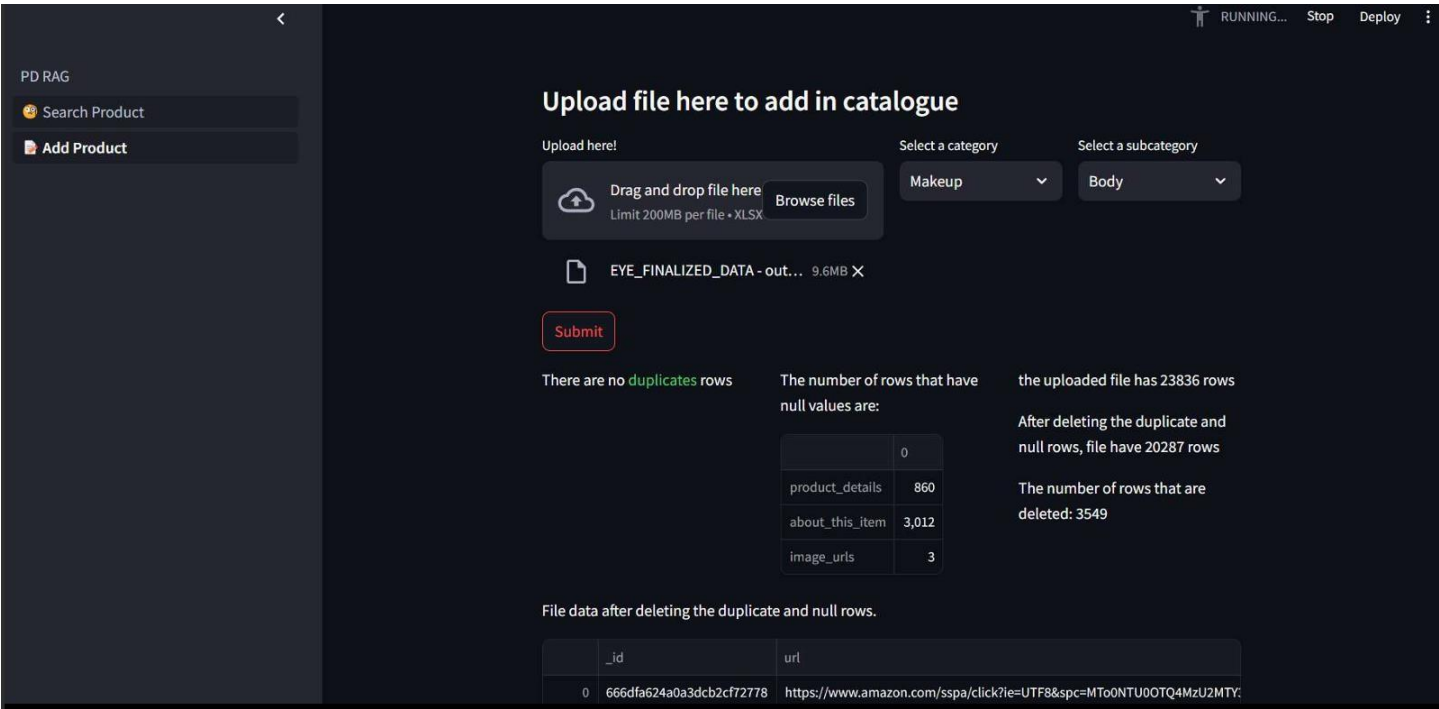 RUNNING... Stop Deploy
PD RAG
🧐 Search Product
📝 Add Product
Upload file here to add in catalogue
Upload here!
Drag and drop file here
Limit 200MB per file • XLSX
Browse files
Select a category
Makeup
Select a subcategory
Body
EYE_FINALIZED_DATA - out... 9.6MB
Submit
There are no duplicates rows
The number of rows that have
null values are:
0
product_details 860
about_this_item 3,012
image_urls 3
the uploaded file has 23836 rows
After deleting the duplicate and
null rows, file have 20287 rows
The number of rows that are
deleted: 3549
File data after deleting the duplicate and null rows.
_id url
0 666dfa624a0a3dcb2cf72778 https://www.amazon.com/sspa/click?ie=UTF8&spc=MTo0NTU0OTQ4MzU2MTY